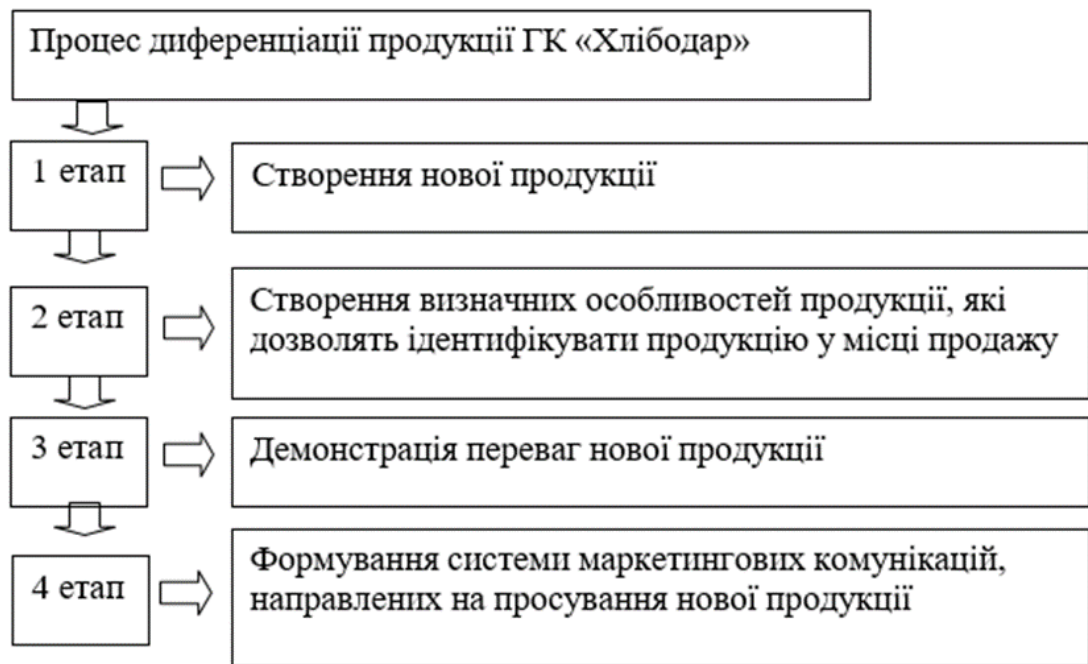 Процес диференціації продукції ГК «Хлібодар»
1 етап
Створення нової продукції
2 етап
Створення визначних особливостей продукції, які
дозволять ідентифікувати продукцію у місці продажу
3 етап
Демонстрація переваг нової продукції
4 етап
Формування системи маркетингових комунікацій,
направлених на просування нової продукції